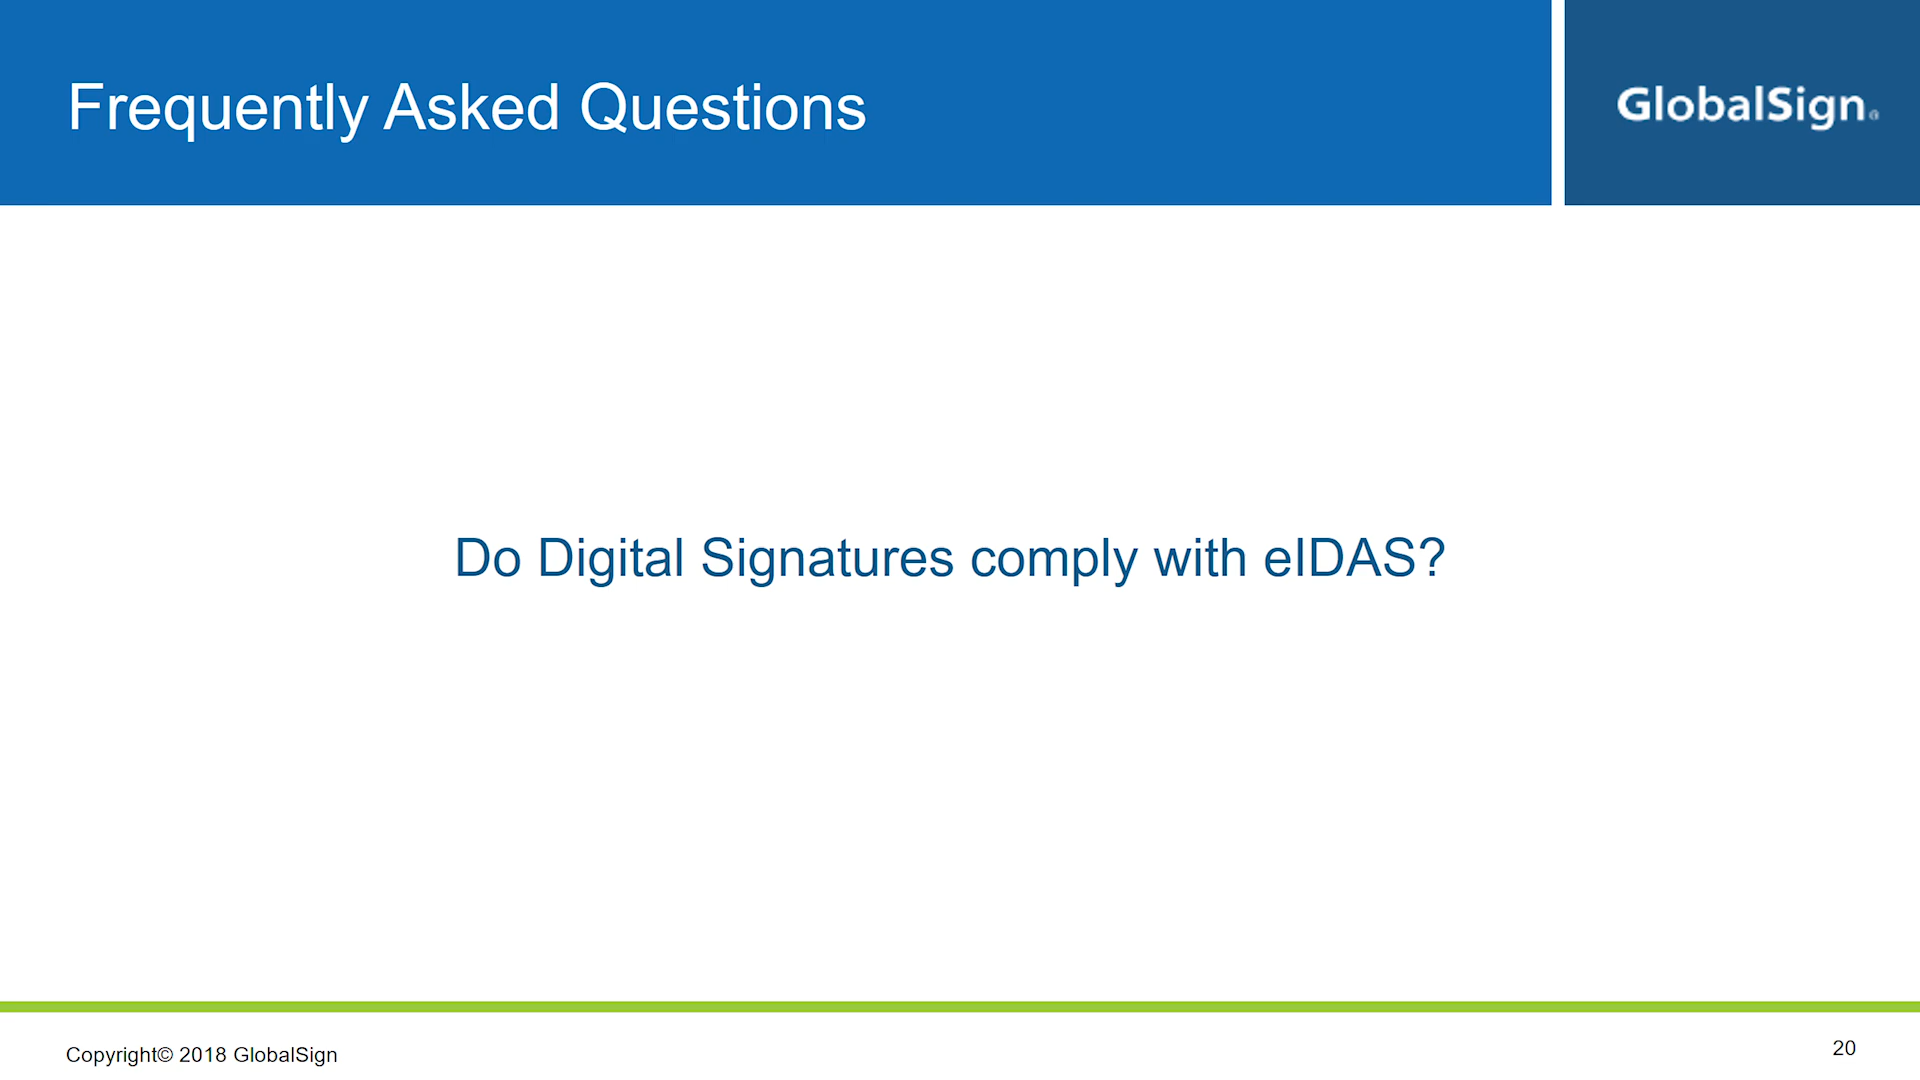 Frequently Asked Questions
GlobalSign®
Do Digital Signatures comply with eIDAS?
Copyright© 2018 GlobalSign
20